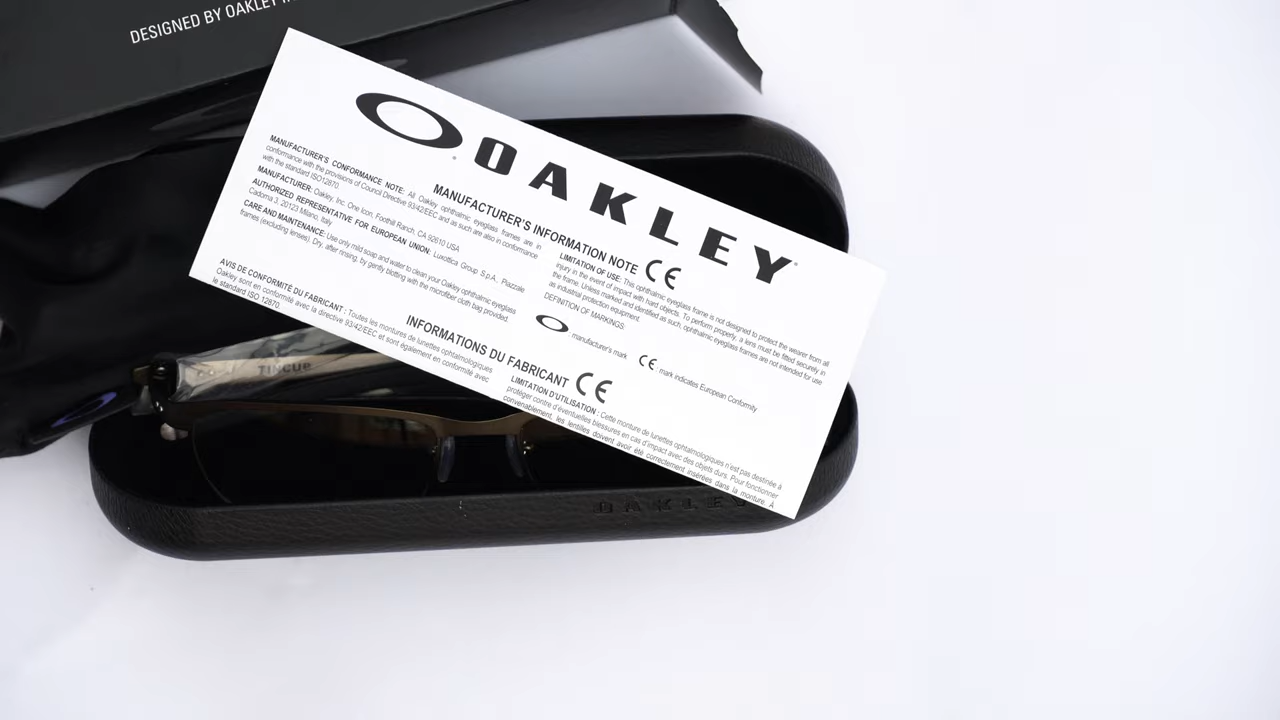 DESIGNED BY OAKLEY
OAKLEY
MANUFACTURER'S INFORMATION NOTE CE
MANUFACTURER'S CONFORMANCE NOTE: All Oakley ophthalmic eyeglass frames are in
conformance with the provisions of Council Directive 93/42/EEC and as such are also in conformance
with the standard ISO12870.
MANUFACTURER: Oakley, Inc. One Icon, Foothill Ranch, CA 92610 USA
AUTHORIZED REPRESENTATIVE FOR EUROPEAN UNION: Luxottica Group S.p.A., Piazzale
Cadorna 3, 20123 Milano, Italy
CARE AND MAINTENANCE: Use only mild soap and water to clean your Oakley ophthalmic eyeglass
frames (excluding lenses). Dry, after rinsing, by gently blotting with the microfiber cloth bag provided.
LIMITATION OF USE: This ophthalmic eyeglass frame is not designed to protect the wearer from all
injury in the event of impact with hard objects. To perform properly, a lens must be fitted securely in
the frame. Unless marked and identified as such, ophthalmic eyeglass frames are not intended for use
as industrial protection equipment.
DEFINITION OF MARKINGS:
manufacturer's mark CE mark indicates European Conformity
INFORMATIONS DU FABRICANT CE
AVIS DE CONFORMITÉ DU FABRICANT : Toutes les montures de lunettes ophtalmologiques
Oakley sont en conformité avec la directive 93/42/EEC et sont également en conformité avec
le standard ISO 12870.
LIMITATION D'UTILISATION : Cette monture de lunettes ophtalmologiques n'est pas destinée à
protéger contre d'éventuelles blessures en cas d'impact avec des objets durs. Pour fonctionner
convenablement, les lentilles doivent avoir été correctement insérées dans la monture. À
TINCUP
OAKLEY